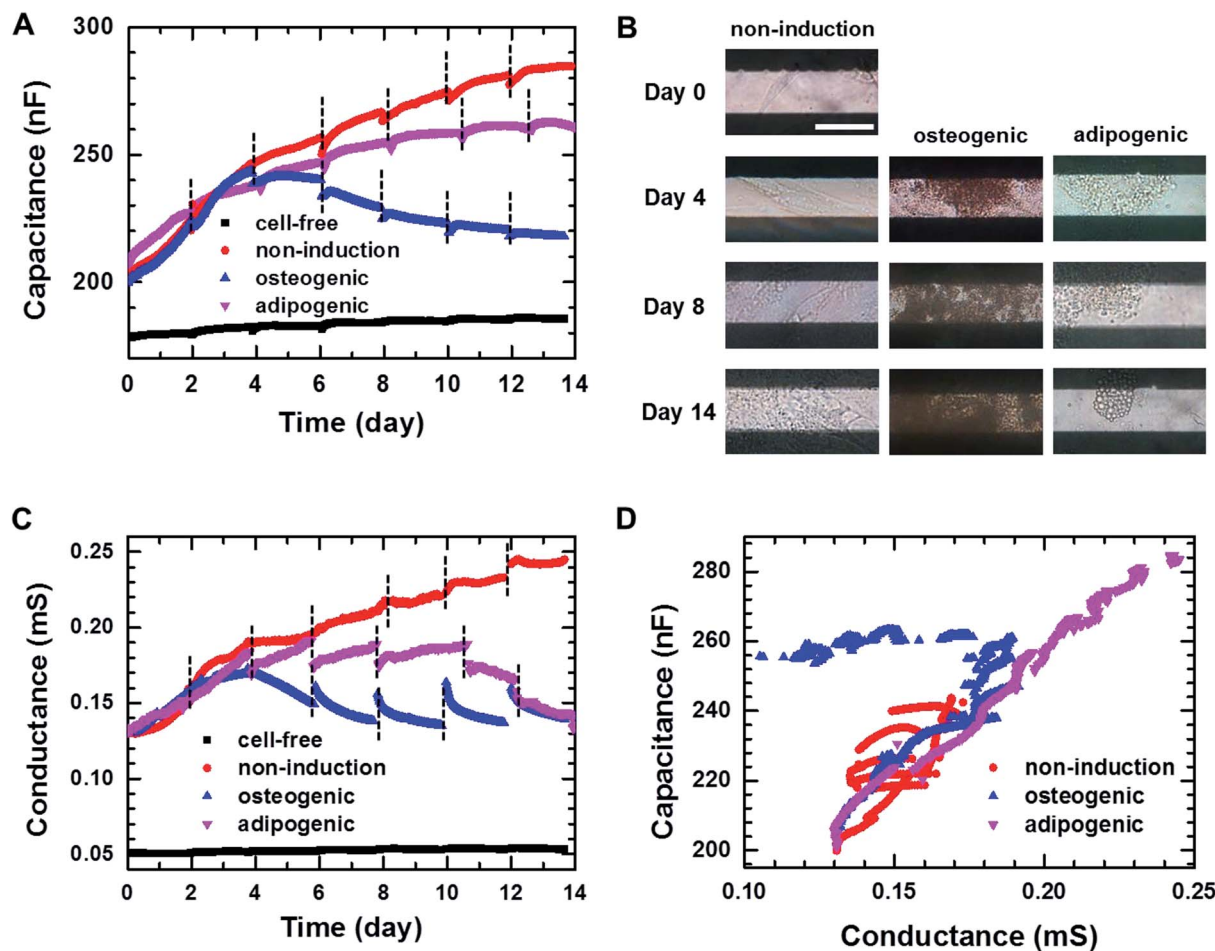 A
Capacitance (nF)
300
250
200
cell-free
non-induction
osteogenic
adipogenic
0 2 4 6 8 10 12 14
Time (day)
B
non-induction
Day 0
osteogenic adipogenic
Day 4
Day 8
Day 14
C
Conductance (mS)
0.25
0.20
0.15
0.10
0.05
cell-free
non-induction
osteogenic
adipogenic
0 2 4 6 8 10 12 14
Time (day)
D
Capacitance (nF)
280
260
240
220
200
non-induction
osteogenic
adipogenic
0.10 0.15 0.20 0.25
Conductance (mS)